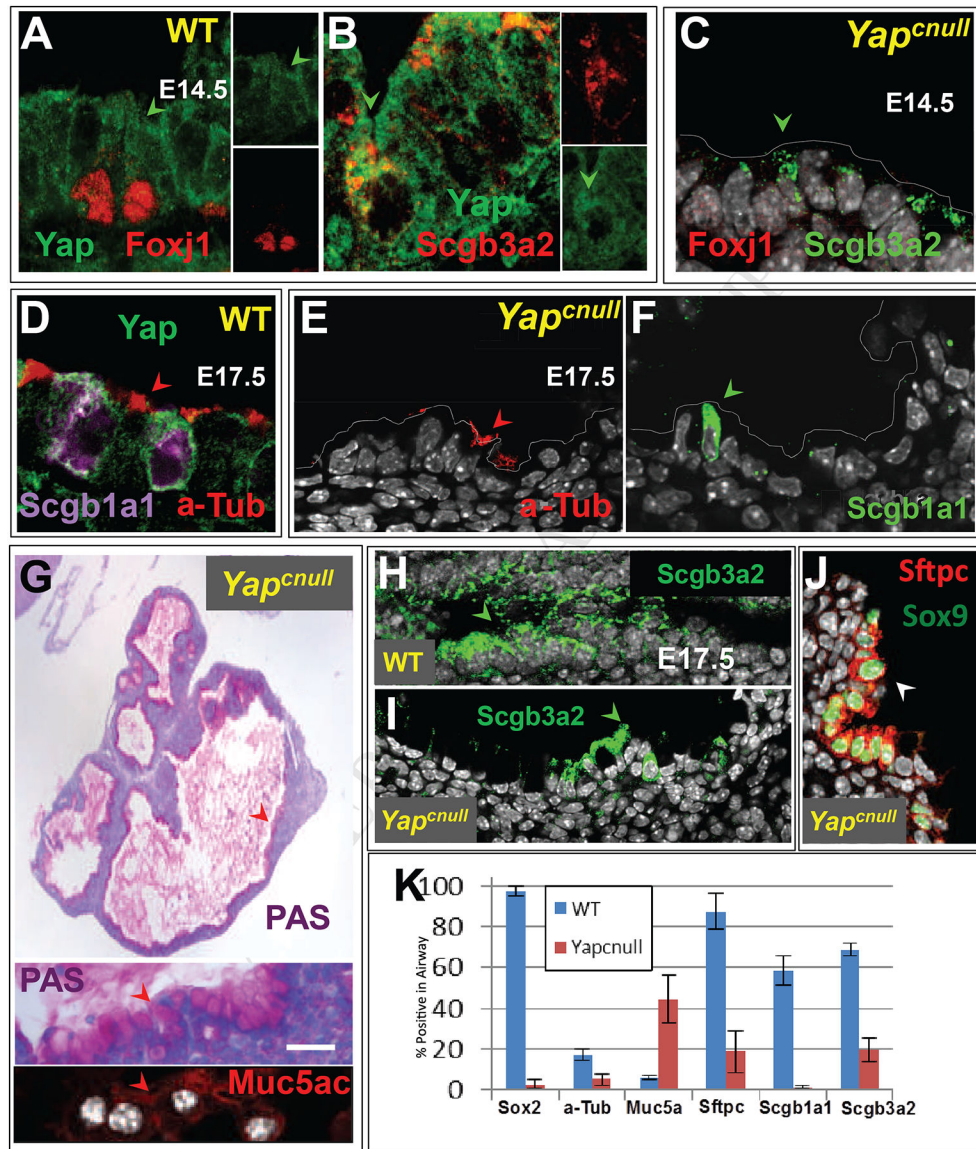 A
WT
E14.5
Yap
Foxj1
B
Yap
Scgb3a2
C
Yapcnull
E14.5
Foxj1
Scgb3a2
D
Yap
WT
E17.5
Scgb1a1
a-Tub
E
Yapcnull
E17.5
a-Tub
F
Scgb1a1
G
Yapcnull
PAS
PAS
Muc5ac
H
Scgb3a2
WT
E17.5
I
Scgb3a2
Yapcnull
J
Sftpc
Sox9
Yapcnull
K
% Positive in Airway
100
80
60
40
20
0
WT
Yapcnull
Sox2
a-Tub
Muc5a
Sftpc
Scgb1a1
Scgb3a2